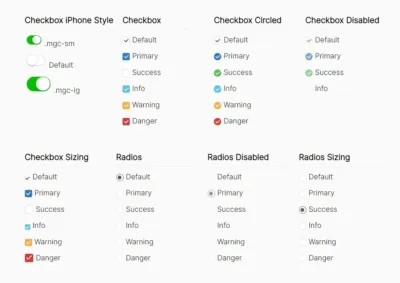 Checkbox iPhone Style
.mgc-sm
Default
.mgc-lg
Checkbox
Default
Primary
Success
Info
Warning
Danger
Checkbox Circled
Default
Primary
Success
Info
Warning
Danger
Checkbox Disabled
Default
Primary
Success
Info
Checkbox Sizing
Default
Primary
Success
Info
Warning
Danger
Radios
Default
Primary
Success
Info
Warning
Danger
Radios Disabled
Default
Primary
Success
Info
Warning
Danger
Radios Sizing
Default
Primary
Success
Info
Warning
Danger